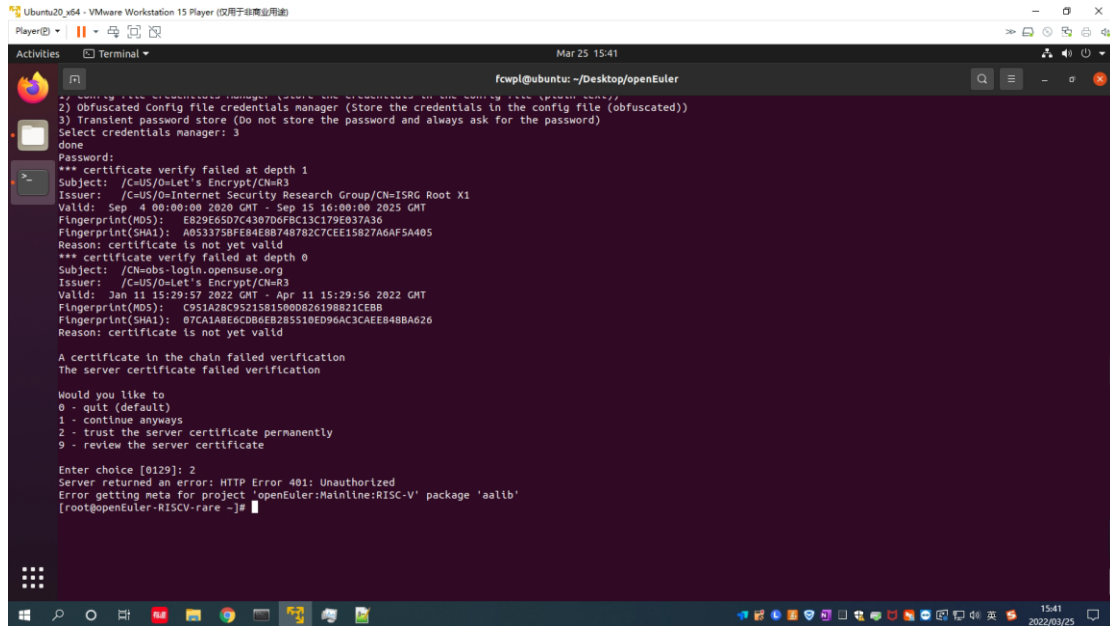 Ubuntu20_x64 - VMware Workstation 15 Player (仅用于非商业用途)
Player(P)
Activities Terminal Mar 25 15:41
fcwpl@ubuntu: ~/Desktop/openEuler
2) Obfuscated Config file credentials manager (Store the credentials in the config file (obfuscated))
3) Transient password store (Do not store the password and always ask for the password)
Select credentials manager: 3
done
Password:
*** certificate verify failed at depth 1
Subject: /C=US/O=Let's Encrypt/CN=R3
Issuer: /C=US/O=Internet Security Research Group/CN=ISRG Root X1
Valid: Sep 4 00:00:00 2020 GMT - Sep 15 16:00:00 2025 GMT
Fingerprint(MD5): E829E65D7C4307D6FBC13C179E037A36
Fingerprint(SHA1): A053375BFE84E8B748782C7CEE15827A6AF5A405
Reason: certificate is not yet valid
*** certificate verify failed at depth 0
Subject: /CN=obs-login.opensuse.org
Issuer: /C=US/O=Let's Encrypt/CN=R3
Valid: Jan 11 15:29:57 2022 GMT - Apr 11 15:29:56 2022 GMT
Fingerprint(MD5): C951A28C9521581500D826198821CEBB
Fingerprint(SHA1): 07CA1A8E6CDB6EB285510ED96AC3CAEE848BA626
Reason: certificate is not yet valid
A certificate in the chain failed verification
The server certificate failed verification
Would you like to
0 - quit (default)
1 - continue anyways
2 - trust the server certificate permanently
9 - review the server certificate
Enter choice [0129]: 2
Server returned an error: HTTP Error 401: Unauthorized
Error getting meta for project 'openEuler:Mainline:RISC-V' package 'aalib'
[root@openEuler-RISCV-rare ~]#
英
15:41
2022/03/25